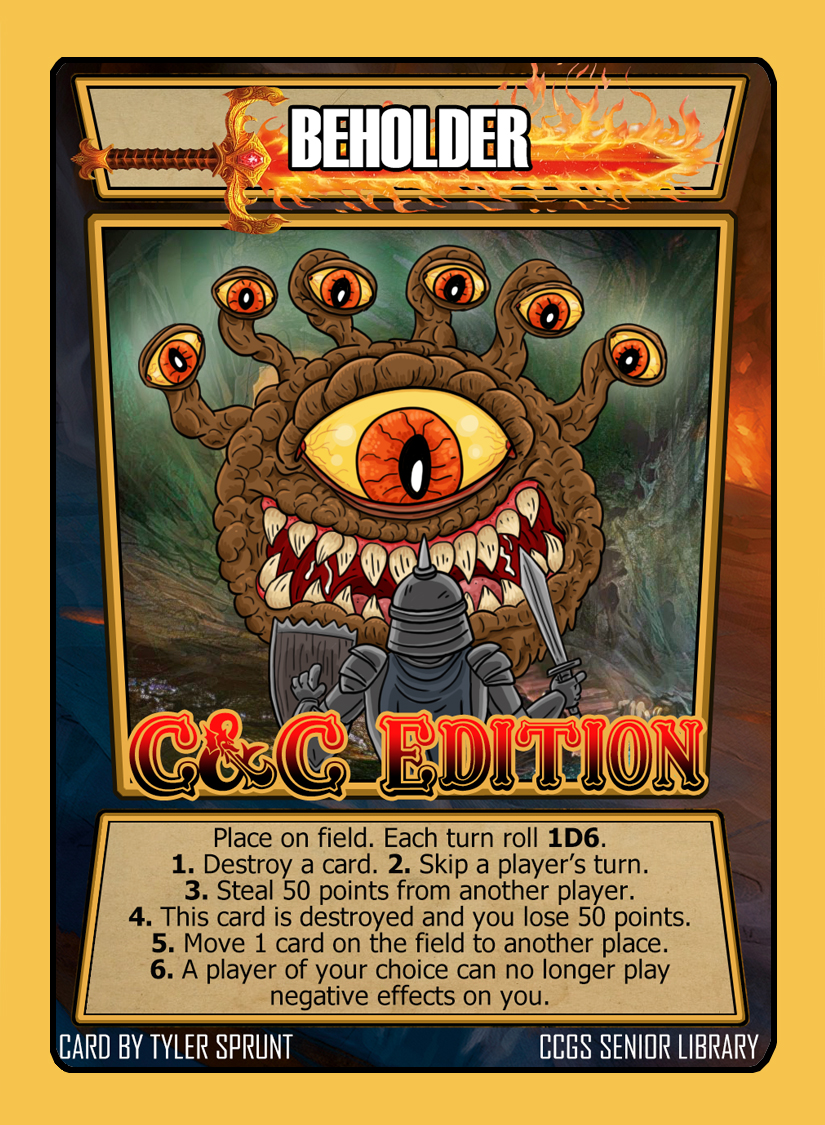 BEHOLDER
C&C EDITION
Place on field. Each turn roll 1D6.
1. Destroy a card. 2. Skip a player's turn.
3. Steal 50 points from another player.
4. This card is destroyed and you lose 50 points.
5. Move 1 card on the field to another place.
6. A player of your choice can no longer play
negative effects on you.
CARD BY TYLER SPRUNT
CCGS SENIOR LIBRARY